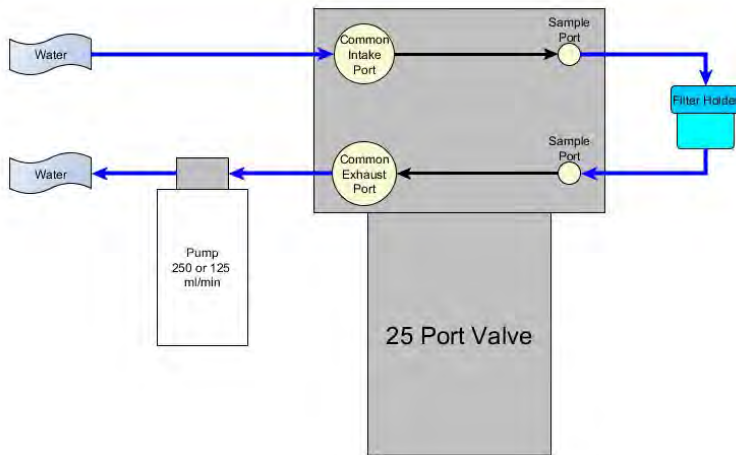 Water
Common
Intake
Port
Sample
Port
Filter Holder
Water
Common
Exhaust
Port
Sample
Port
Pump
250 or 125
ml/min
25 Port Valve